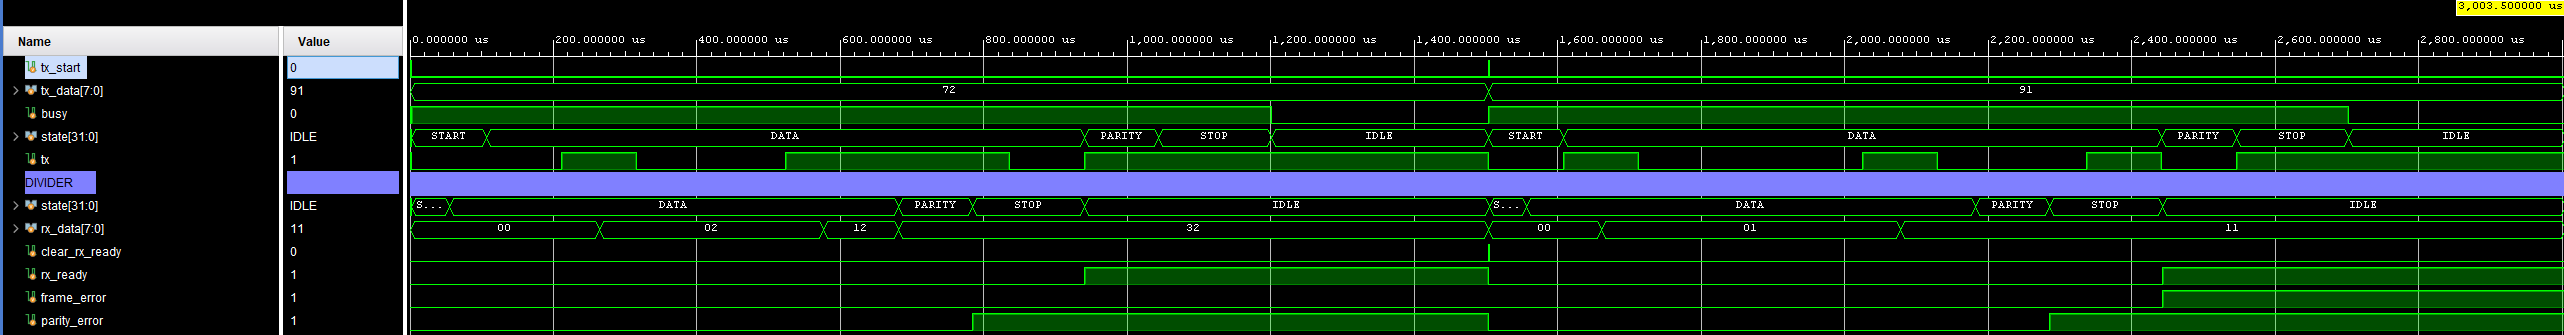 3,003.500000 us
Name Value
0.000000 us 200.000000 us 400.000000 us 600.000000 us 800.000000 us 1,000.000000 us 1,200.000000 us 1,400.000000 us 1,600.000000 us 1,800.000000 us 2,000.000000 us 2,200.000000 us 2,400.000000 us 2,600.000000 us 2,800.000000 us
tx_start 0
tx_data[7:0] 91 72 91
busy 0
state[31:0] IDLE START DATA PARITY STOP IDLE START DATA PARITY STOP IDLE
tx 1
DIVIDER
state[31:0] IDLE S... DATA PARITY STOP IDLE S... DATA PARITY STOP IDLE
rx_data[7:0] 11 00 02 12 32 00 01 11
clear_rx_ready 0
rx_ready 1
frame_error 1
parity_error 1